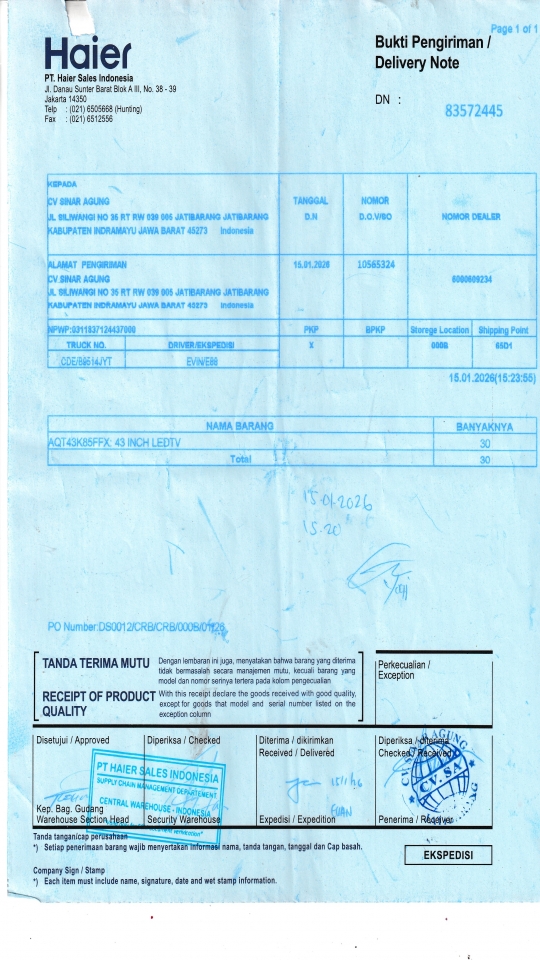 Page 1 of 1
Haier
Bukti Pengiriman /
Delivery Note
PT. Haier Sales Indonesia
Jl. Danau Sunter Barat Blok A III, No. 38 - 39
Jakarta 14350
Telp : (021) 6505668 (Hunting)
Fax : (021) 6512556
DN : 83572445
KEPADA
CV SINAR AGUNG
JL SILIWANGI NO 35 RT RW 039 005 JATIBARANG JATIBARANG
KABUPATEN INDRAMAYU JAWA BARAT 45273 Indonesia
TANGGAL
D.N
NOMOR
D.O.V/BO
NOMOR DEALER
ALAMAT PENGIRIMAN
CV SINAR AGUNG
JL SILIWANGI NO 35 RT RW 039 005 JATIBARANG JATIBARANG
KABUPATEN INDRAMAYU JAWA BARAT 45273 Indonesia
15.01.2026
10565324
6000609234
NPWP:0311837124437000
PKP
BPKP
Storege Location
Shipping Point
TRUCK NO.
DRIVER/EKSPEDISI
X
000B
65D1
CDE/B9514JYT
EVIN/E88
15.01.2026(15:23:55)
NAMA BARANG
BANYAKNYA
AQT43K85FFX: 43 INCH LEDTV
30
Total
30
15.01.2026
15.20
PO Number:DS0012/CRB/CRB/000B/0126
TANDA TERIMA MUTU
Dengan lembaran ini juga, menyatakan bahwa barang yang diterima
tidak bermasalah secara manajemen mutu, kecuali barang yang
model dan nomor serinya tertera pada kolom pengecualian
RECEIPT OF PRODUCT
QUALITY
With this receipt declare the goods received with good quality,
except for goods that model and serial number listed on the
exception column
Perkecualian /
Exception
Disetujui / Approved
Diperiksa / Checked
Diterima / dikirimkan
Received / Delivered
Diperiksa / diterima
Checked / Received
PT HAIER SALES INDONESIA
SUPPLY CHAIN MANAGEMENT DEPARTEMENT
CENTRAL WAREHOUSE - INDONESIA
CV. SA
Kep. Bag. Gudang
Warehouse Section Head
Security Warehouse
Expedisi / Expedition
Penerima / Receiver
Tanda tangan/cap perusahaan
*) Setiap penerimaan barang wajib menyertakan informasi nama, tanda tangan, tanggal dan Cap basah.
EKSPEDISI
Company Sign / Stamp
*) Each item must include name, signature, date and wet stamp information.